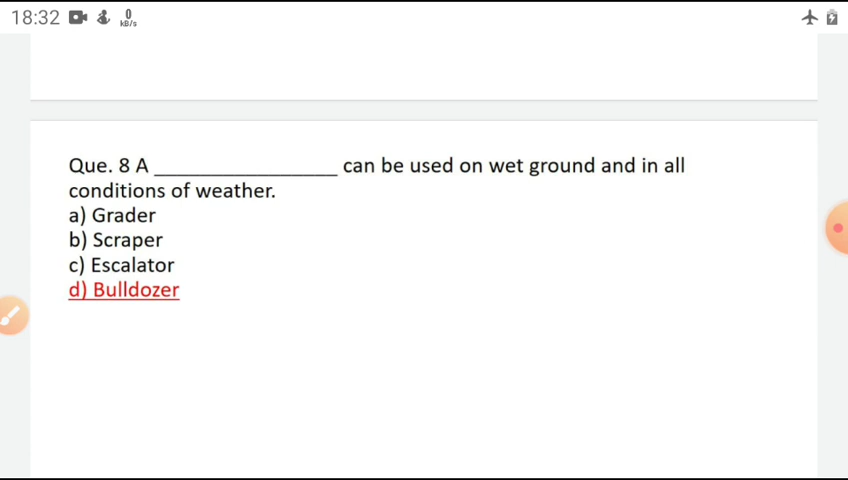 18:32 0 kB/s
Que. 8 A ________________ can be used on wet ground and in all
conditions of weather.
a) Grader
b) Scraper
c) Escalator
d) Bulldozer